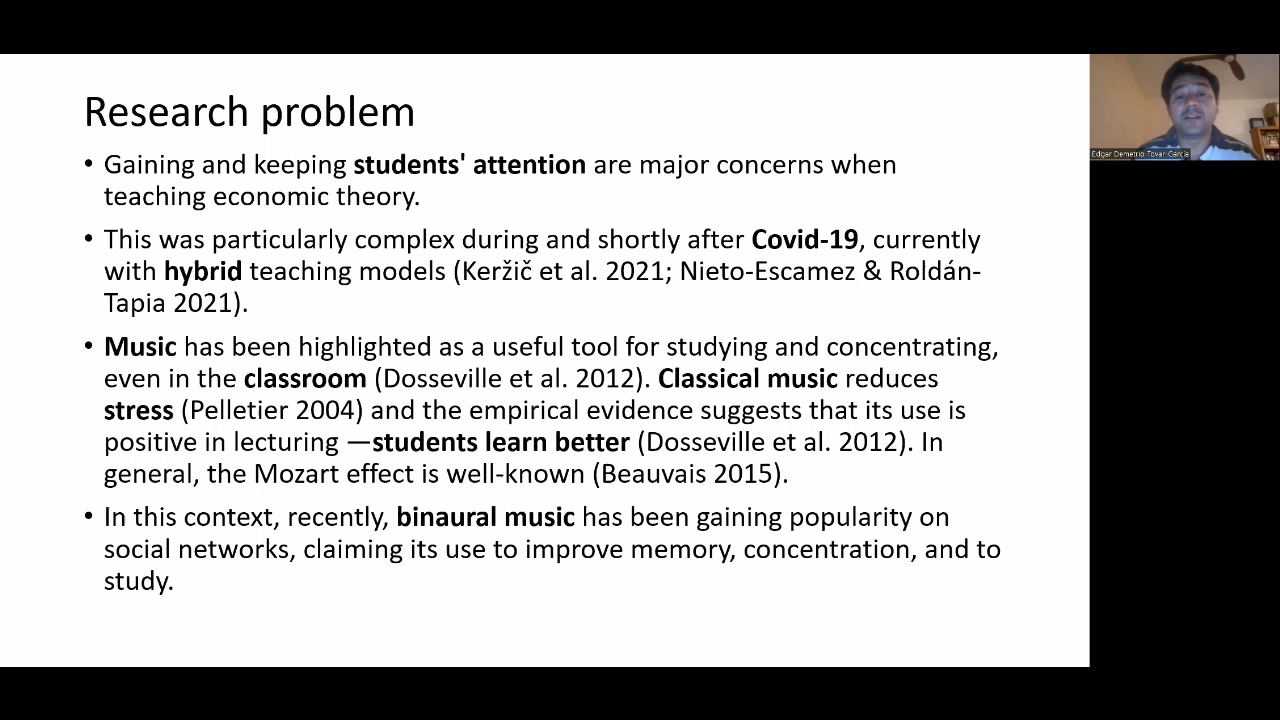 Research problem
• Gaining and keeping students' attention are major concerns when
teaching economic theory.
• This was particularly complex during and shortly after Covid-19, currently
with hybrid teaching models (Keržič et al. 2021; Nieto-Escamez & Roldán-
Tapia 2021).
• Music has been highlighted as a useful tool for studying and concentrating,
even in the classroom (Dosseville et al. 2012). Classical music reduces
stress (Pelletier 2004) and the empirical evidence suggests that its use is
positive in lecturing —students learn better (Dosseville et al. 2012). In
general, the Mozart effect is well-known (Beauvais 2015).
• In this context, recently, binaural music has been gaining popularity on
social networks, claiming its use to improve memory, concentration, and to
study.
Edgar Demetrio Tovar-García